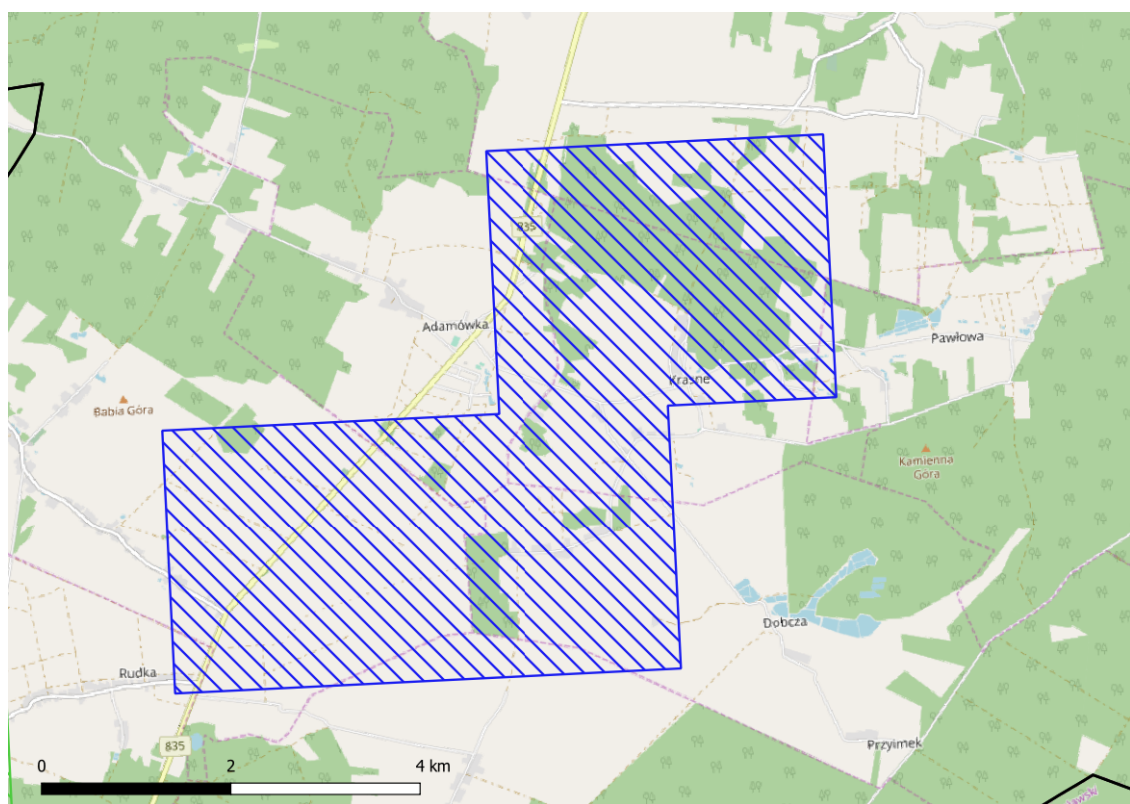 835
Adamówka
Pawłowa
Krasne
Babia Góra
Kamienna
Góra
Dobcza
Rudka
835
Przyimek
0 2 4 km